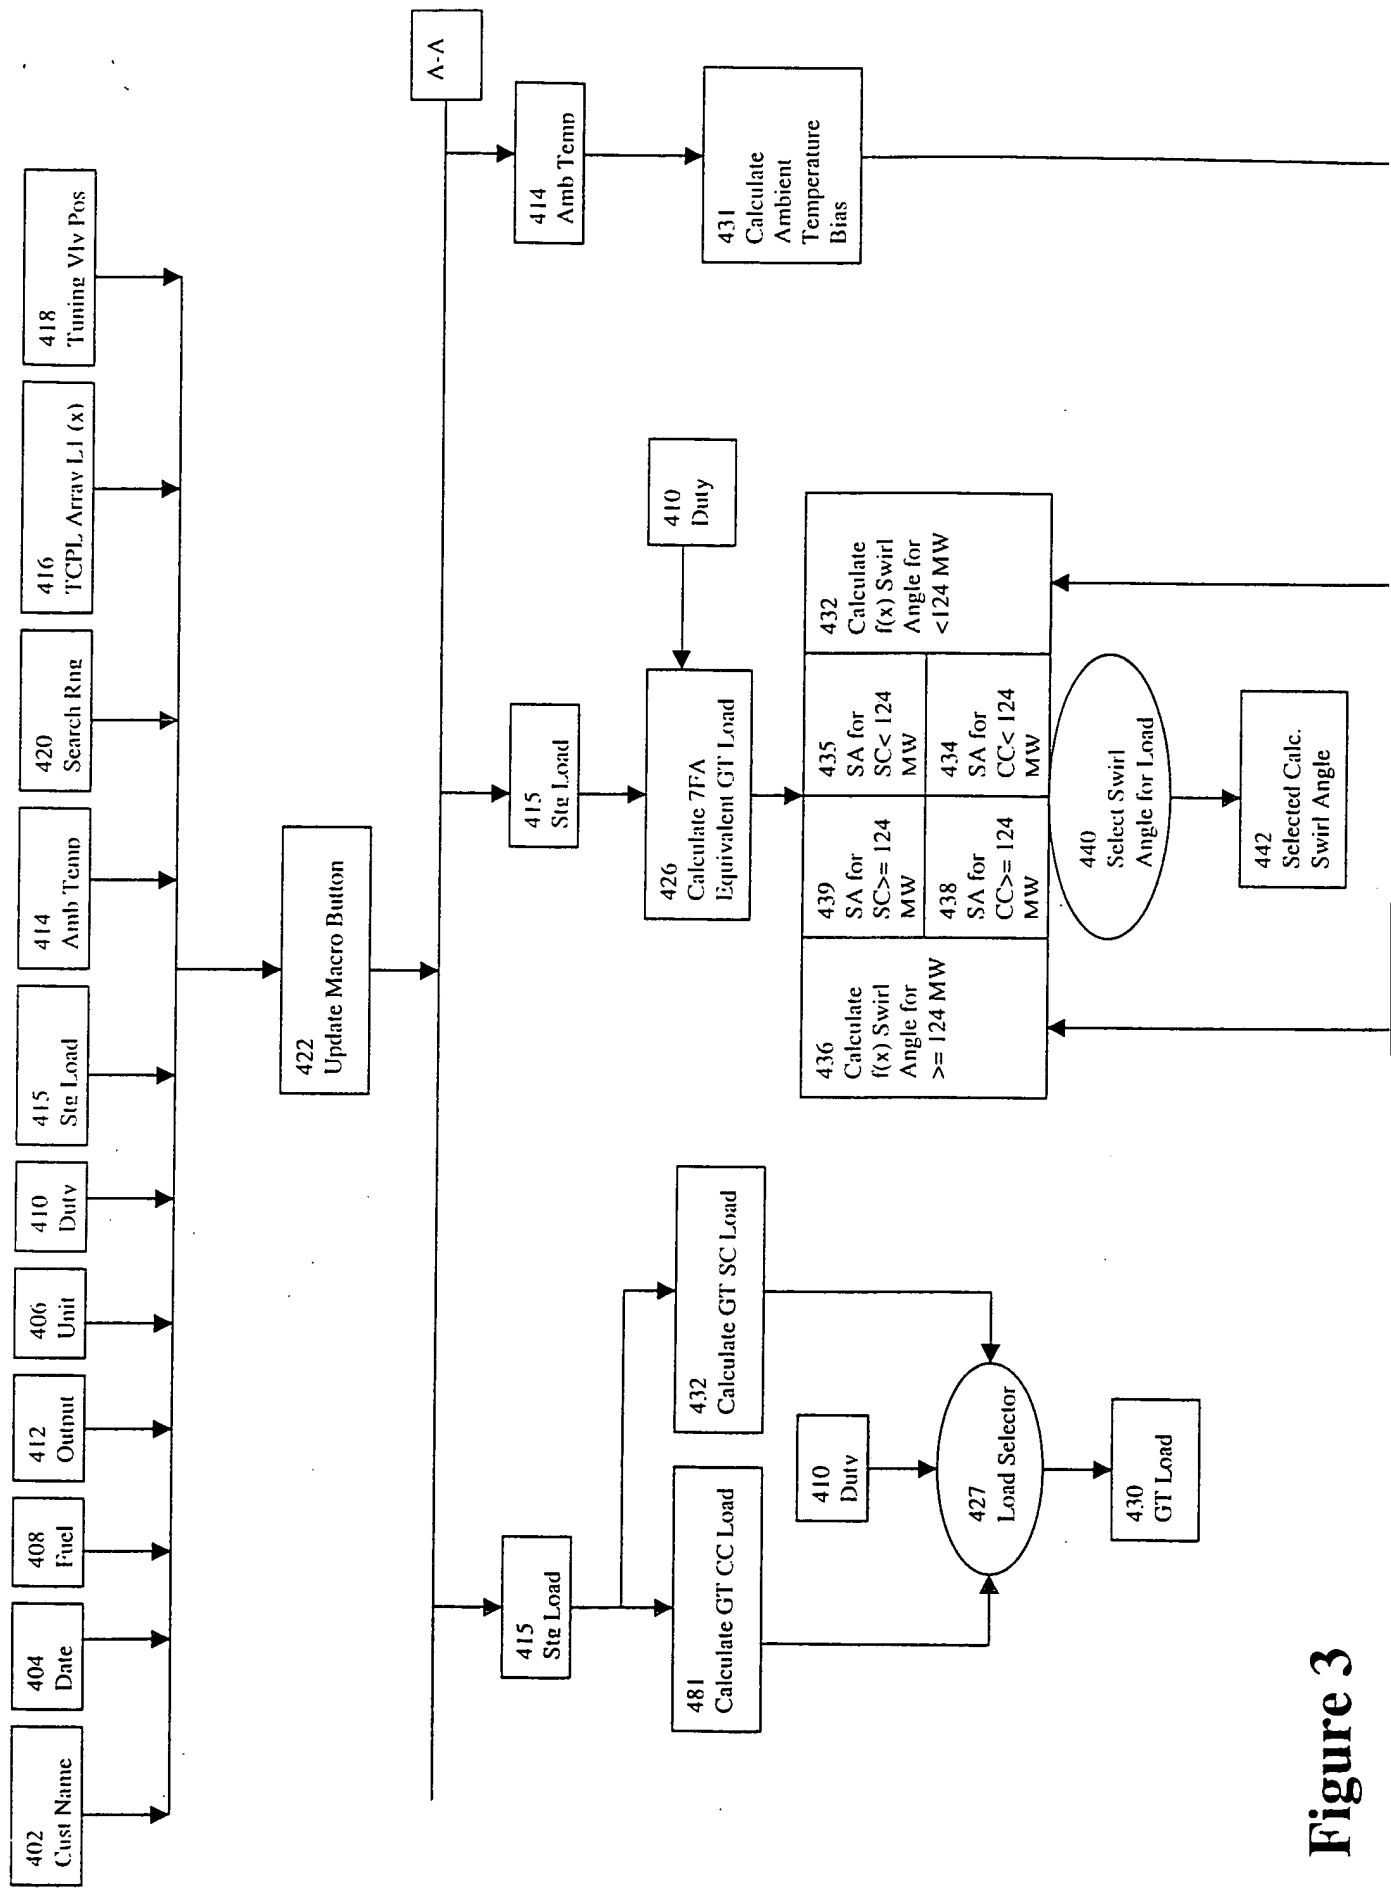 402
Cust Name
404
Date
408
Fuel
412
Output
406
Unit
410
Duty
415
Stg Load
414
Amb Temp
420
Search Rng
416
TCPL Array L1 (x)
418
Tuning Vlv Pos
422
Update Macro Button
A-A
415
Stg Load
481
Calculate GT CC Load
432
Calculate GT SC Load
410
Duty
427
Load Selector
430
GT Load
415
Stg Load
426
Calculate 7FA
Equivalent GT Load
410
Duty
436
Calculate
f(x) Swirl
Angle for
>= 124 MW
439
SA for
SC>= 124
MW
435
SA for
SC< 124
MW
438
SA for
CC>= 124
MW
434
SA for
CC< 124
MW
432
Calculate
f(x) Swirl
Angle for
<124 MW
440
Select Swirl
Angle for Load
442
Selected Calc.
Swirl Angle
414
Amb Temp
431
Calculate
Ambient
Temperature
Bias
Figure 3